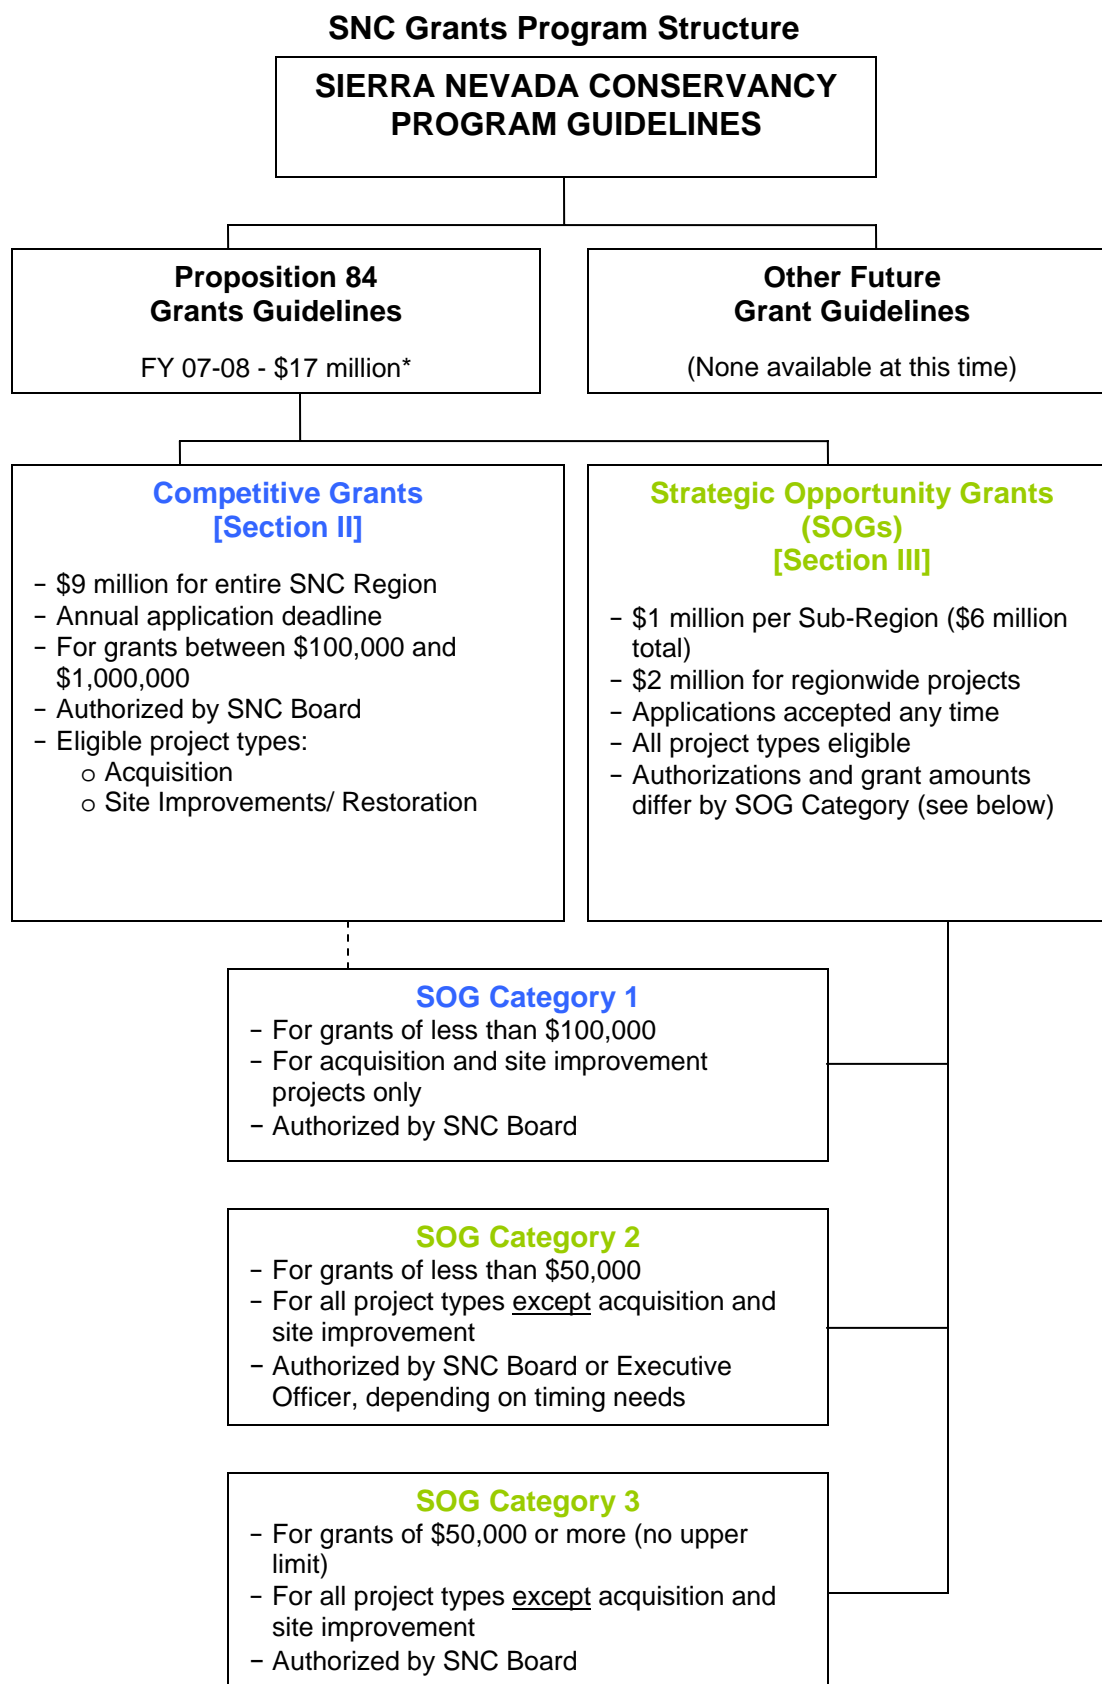 SNC Grants Program Structure
SIERRA NEVADA CONSERVANCY
PROGRAM GUIDELINES
Proposition 84
Grants Guidelines
FY 07-08 - $17 million*
Other Future
Grant Guidelines
(None available at this time)
Competitive Grants
[Section II]
- $9 million for entire SNC Region
- Annual application deadline
- For grants between $100,000 and
$1,000,000
- Authorized by SNC Board
- Eligible project types:
o Acquisition
o Site Improvements/ Restoration
Strategic Opportunity Grants
(SOGs)
[Section III]
- $1 million per Sub-Region ($6 million
total)
- $2 million for regionwide projects
- Applications accepted any time
- All project types eligible
- Authorizations and grant amounts
differ by SOG Category (see below)
SOG Category 1
- For grants of less than $100,000
- For acquisition and site improvement
projects only
- Authorized by SNC Board
SOG Category 2
- For grants of less than $50,000
- For all project types except acquisition and
site improvement
- Authorized by SNC Board or Executive
Officer, depending on timing needs
SOG Category 3
- For grants of $50,000 or more (no upper
limit)
- For all project types except acquisition and
site improvement
- Authorized by SNC Board